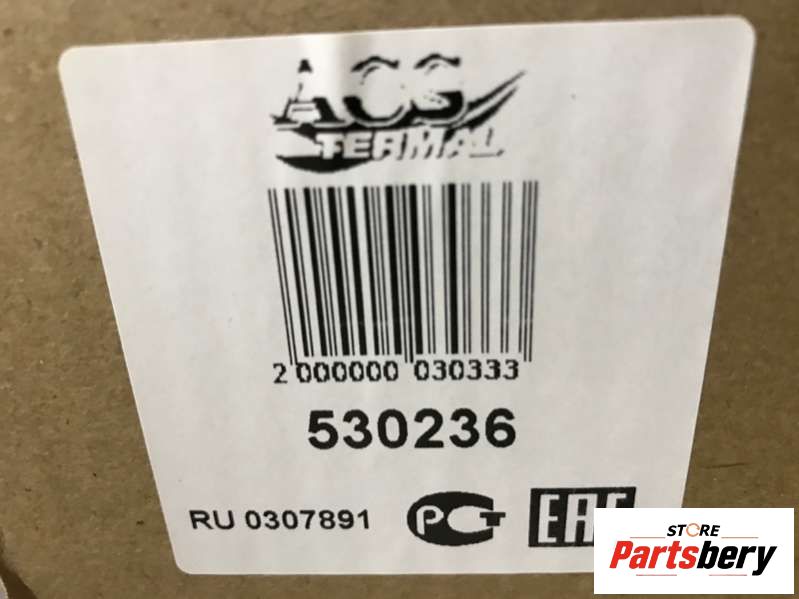 ACS
TERMAL
2 000000 030333
530236
RU 0307891
PCT
EAC
STORE
Partsbery